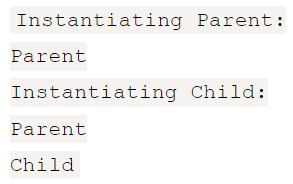 Instantiating Parent:
Parent
Instantiating Child:
Parent
Child